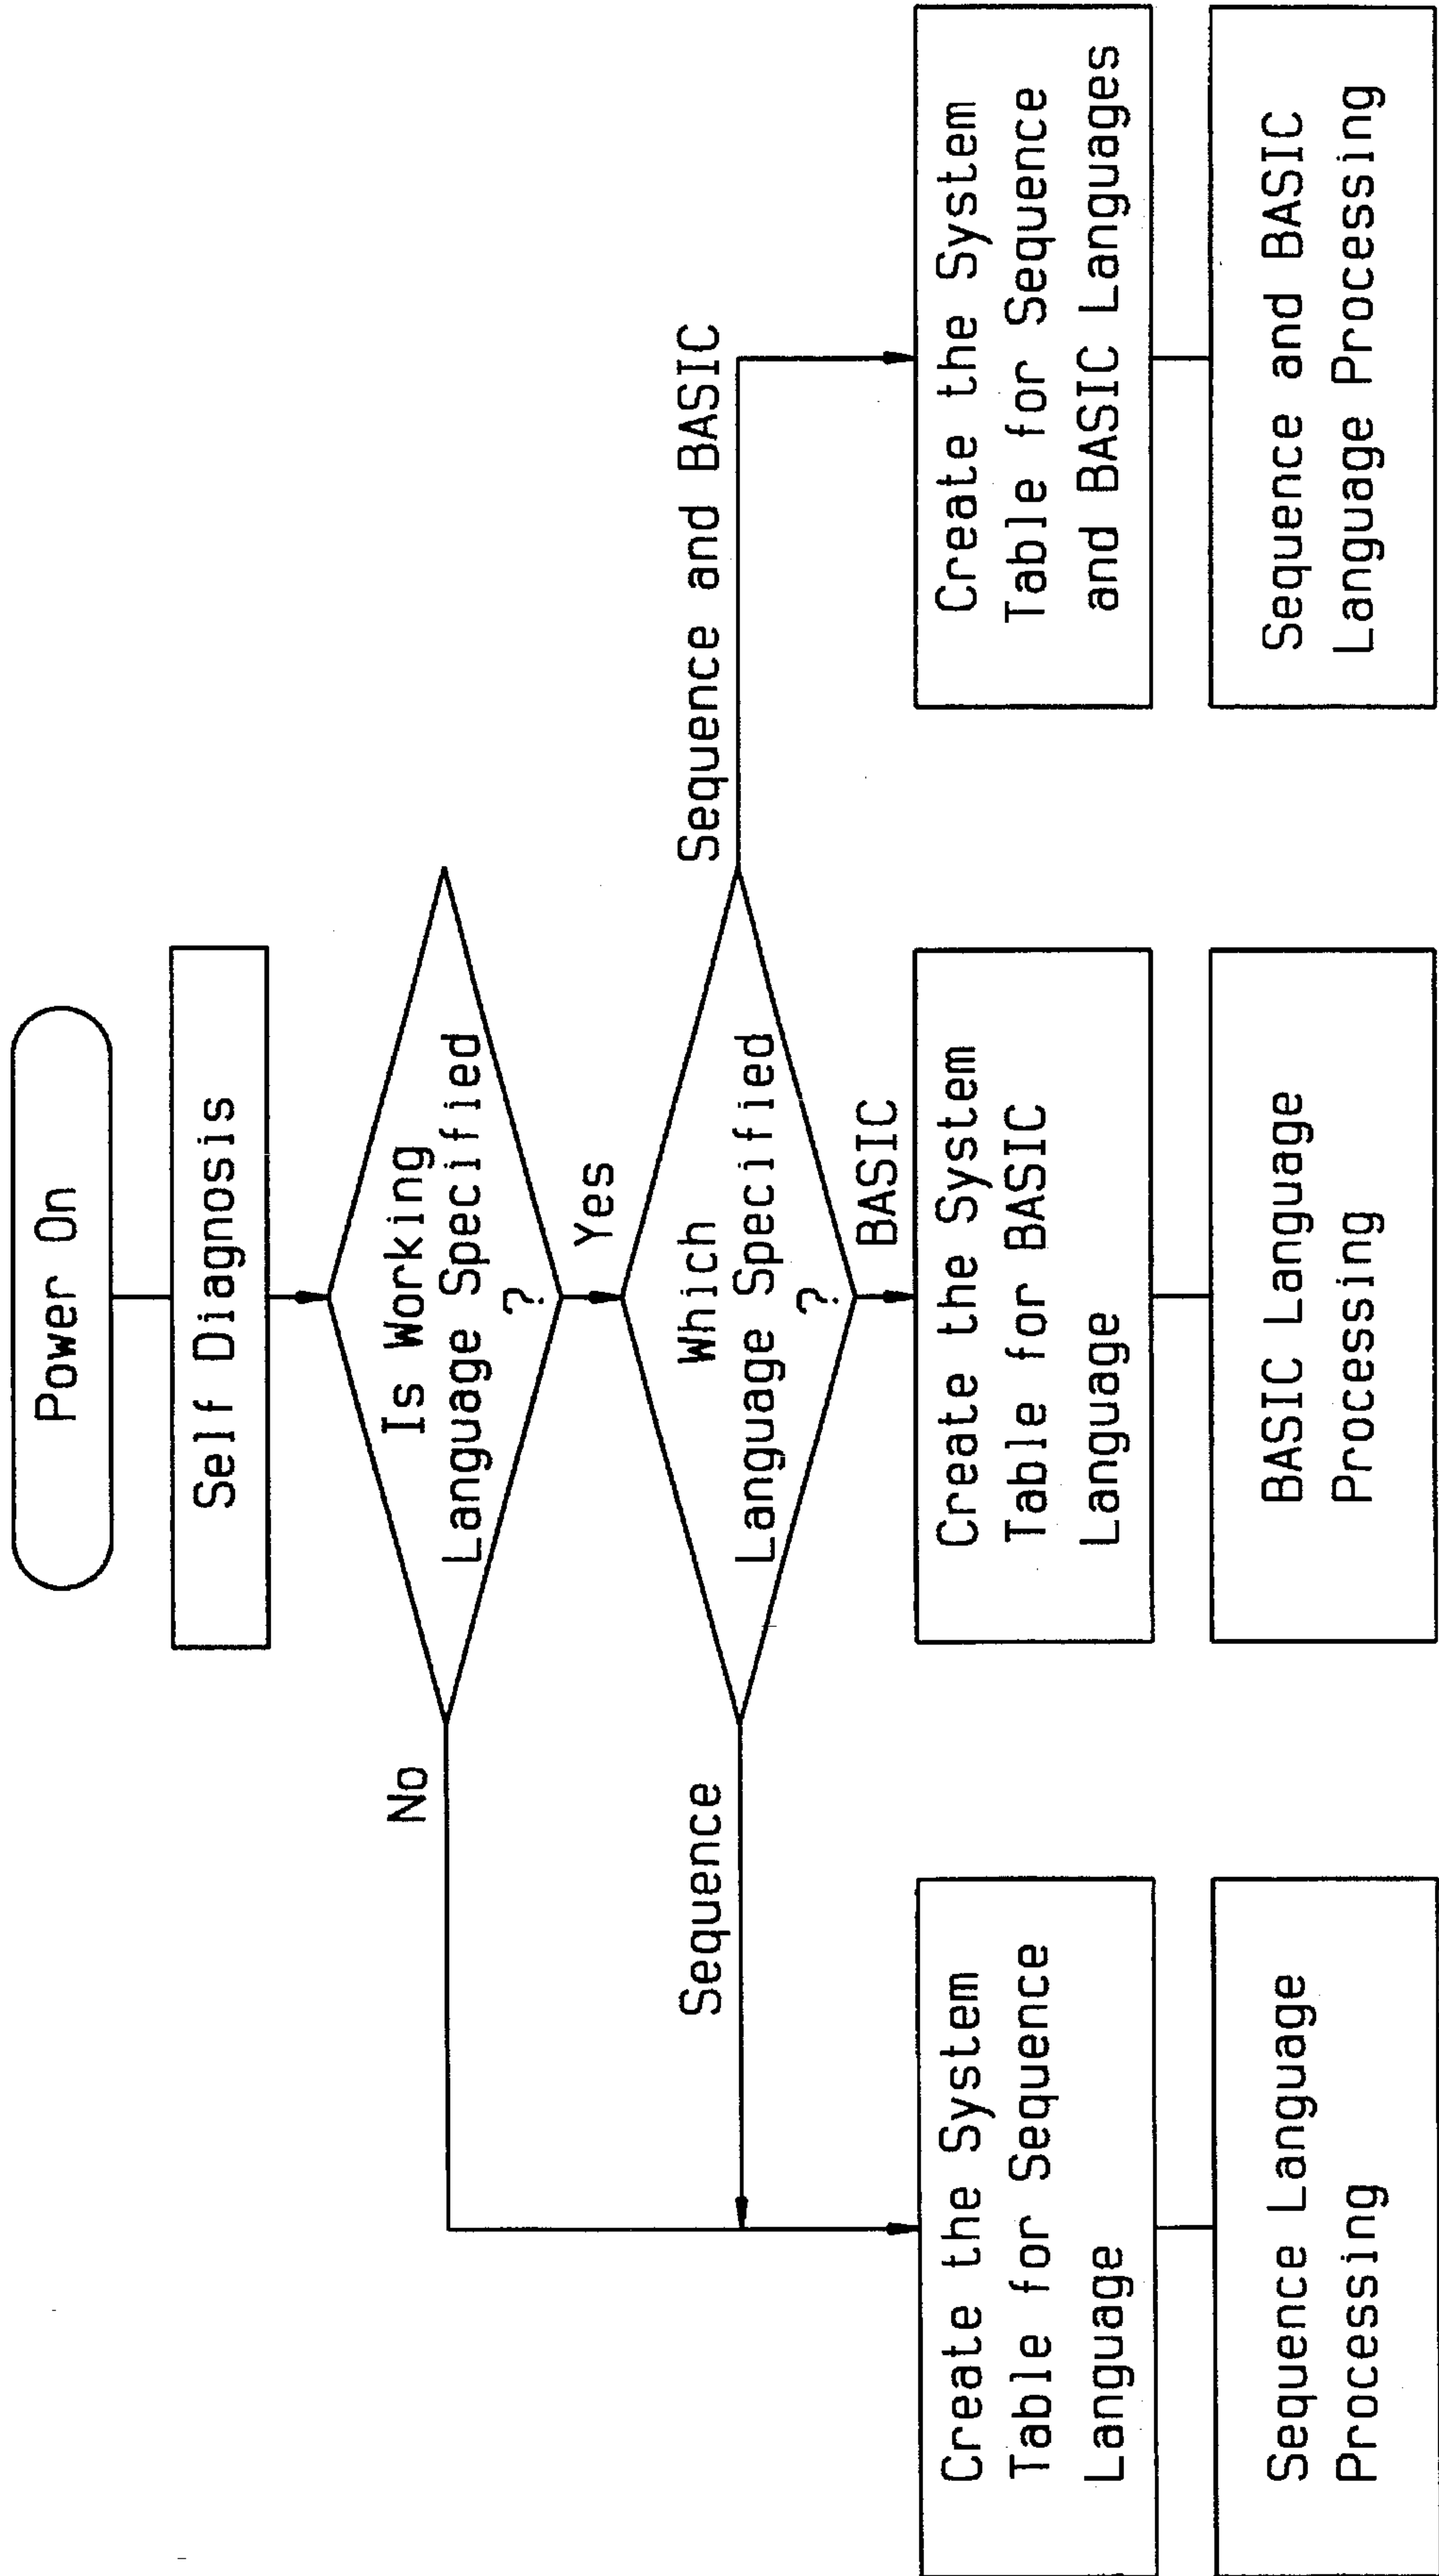 Power On
Self Diagnosis
Is Working
Language Specified
?
No
Yes
Which
Language Specified
?
Sequence
BASIC
Sequence and BASIC
Create the System
Table for Sequence
Language
Create the System
Table for BASIC
Language
Create the System
Table for Sequence
and BASIC Languages
Sequence Language
Processing
BASIC Language
Processing
Sequence and BASIC
Language Processing